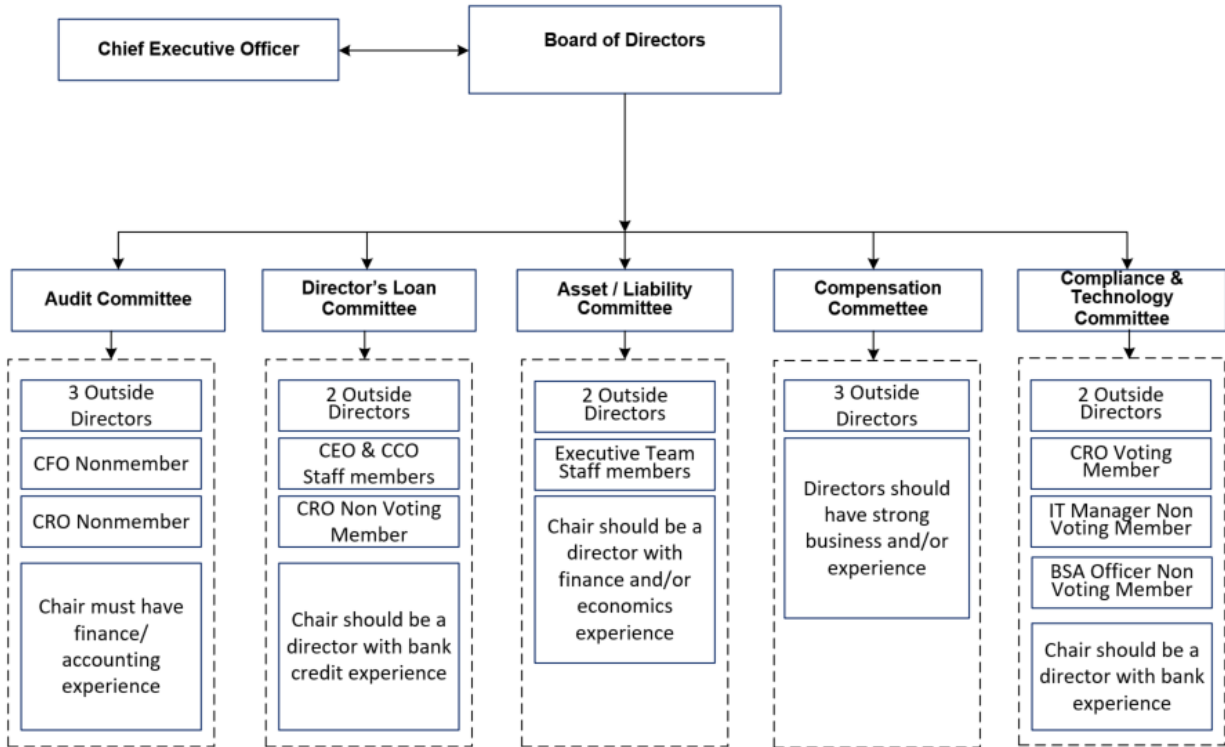 Chief Executive Officer
Board of Directors
Audit Committee
Director's Loan
Committee
Asset / Liability
Committee
Compensation
Commettee
Compliance &
Technology
Committee
3 Outside
Directors
CFO Nonmember
CRO Nonmember
Chair must have
finance/
accounting
experience
2 Outside
Directors
CEO & CCO
Staff members
CRO Non Voting
Member
Chair should be a
director with bank
credit experience
2 Outside
Directors
Executive Team
Staff members
Chair should be a
director with
finance and/or
economics
experience
3 Outside
Directors
Directors should
have strong
business and/or
experience
2 Outside
Directors
CRO Voting
Member
IT Manager Non
Voting Member
BSA Officer Non
Voting Member
Chair should be a
director with bank
experience